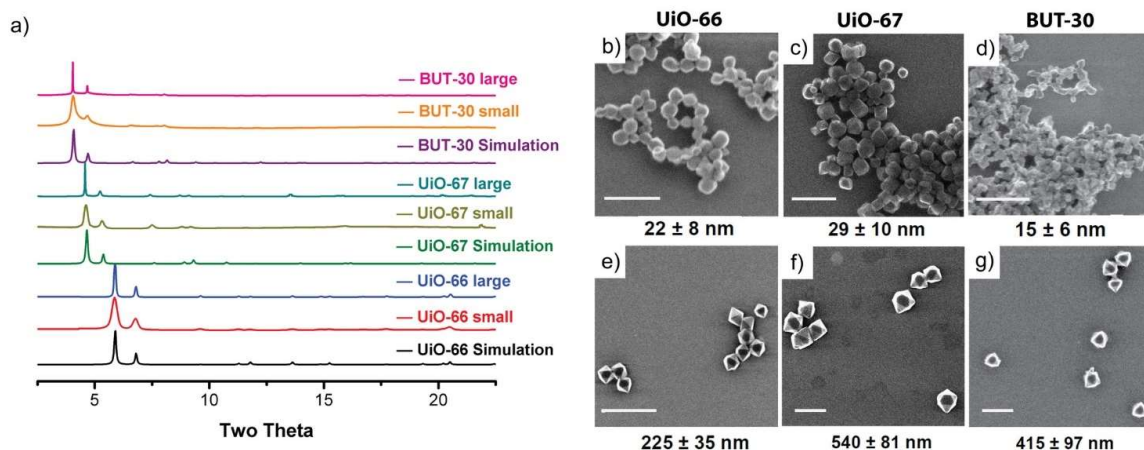 a)
— BUT-30 large
— BUT-30 small
— BUT-30 Simulation
— UiO-67 large
— UiO-67 small
— UiO-67 Simulation
— UiO-66 large
— UiO-66 small
— UiO-66 Simulation
5 10 15 20
Two Theta
UiO-66 UiO-67 BUT-30
b) c) d)
22 ± 8 nm 29 ± 10 nm 15 ± 6 nm
e) f) g)
225 ± 35 nm 540 ± 81 nm 415 ± 97 nm